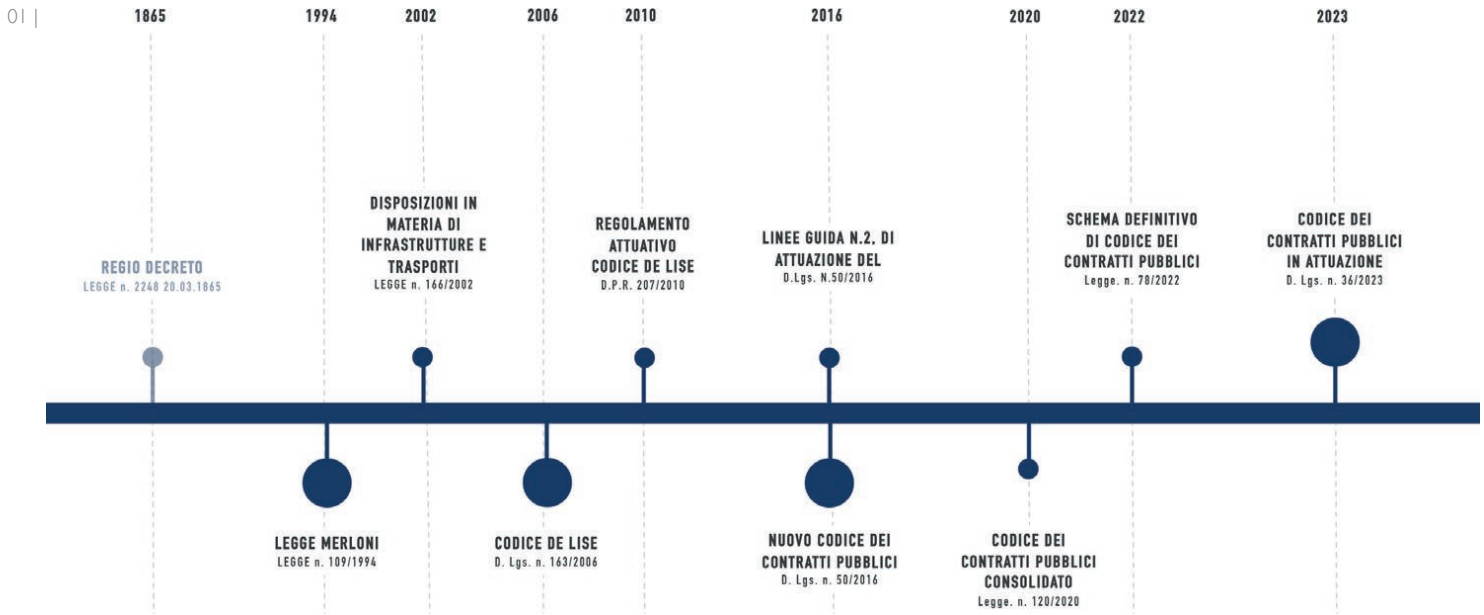 01 |
1865
1994
2002
2006
2010
2016
2020
2022
2023
REGIO DECRETO
LEGGE n. 2248 20.03.1865
DISPOSIZIONI IN
MATERIA DI
INFRASTRUTTURE E
TRASPORTI
LEGGE n. 166/2002
REGOLAMENTO
ATTUATIVO
CODICE DE LISE
D.P.R. 207/2010
LINEE GUIDA N.2, DI
ATTUAZIONE DEL
D.Lgs. N.50/2016
SCHEMA DEFINITIVO
DI CODICE DEI
CONTRATTI PUBBLICI
Legge. n. 78/2022
CODICE DEI
CONTRATTI PUBBLICI
IN ATTUAZIONE
D. Lgs. n. 36/2023
LEGGE MERLONI
LEGGE n. 109/1994
CODICE DE LISE
D. Lgs. n. 163/2006
NUOVO CODICE DEI
CONTRATTI PUBBLICI
D. Lgs. n. 50/2016
CODICE DEI
CONTRATTI PUBBLICI
CONSOLIDATO
Legge. n. 120/2020